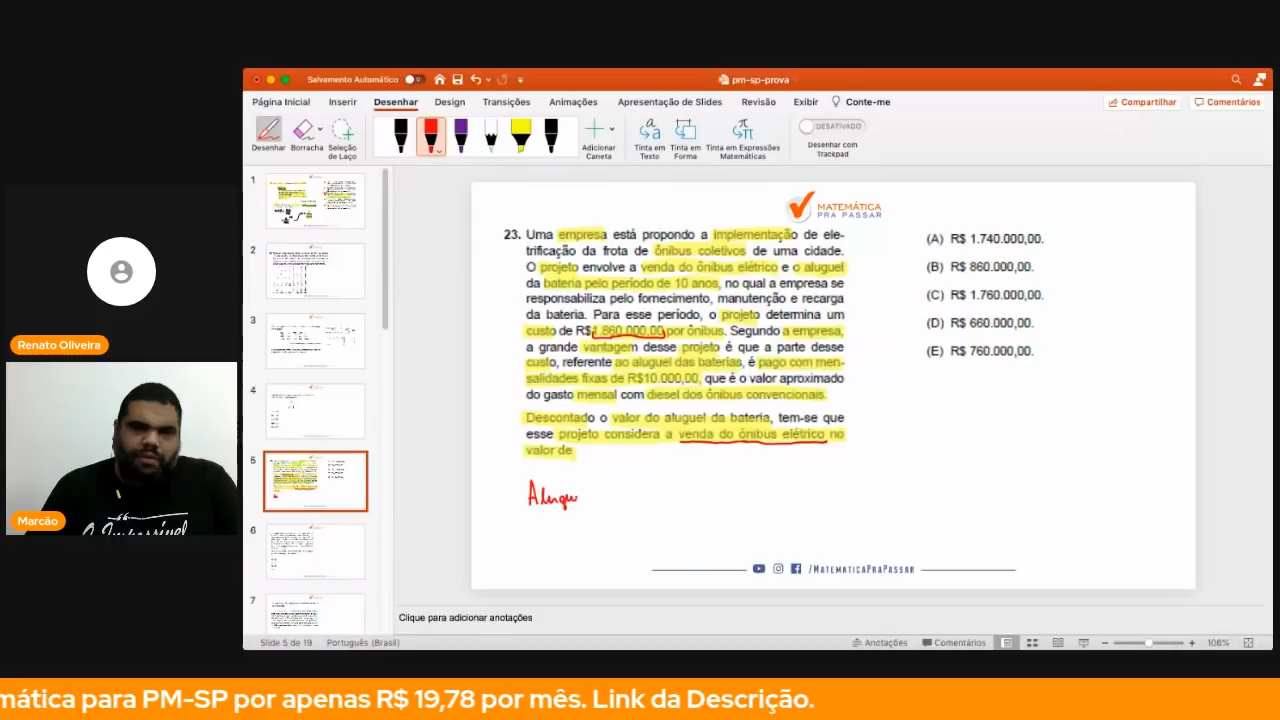 Salvamento Automático
pm-sp-prova
Página Inicial Inserir Desenhar Design Transições Animações Apresentação de Slides Revisão Exibir Conte-me
Compartilhar Comentários
Desenhar Borracha Seleção de Laço
Adicionar Caneta
Tinta em Texto
Tinta em Forma
Tinta em Expressões Matemáticas
DESATIVADO
Desenhar com Trackpad
1
2
3
4
5
6
7
MATEMÁTICA
PRA PASSAR
23. Uma empresa está propondo a implementação de ele-
trificação da frota de ônibus coletivos de uma cidade.
O projeto envolve a venda do ônibus elétrico e o aluguel
da bateria pelo período de 10 anos, no qual a empresa se
responsabiliza pelo fornecimento, manutenção e recarga
da bateria. Para esse período, o projeto determina um
custo de R$1.860.000,00 por ônibus. Segundo a empresa,
a grande vantagem desse projeto é que a parte desse
custo, referente ao aluguel das baterias, é pago com men-
salidades fixas de R$10.000,00, que é o valor aproximado
do gasto mensal com diesel dos ônibus convencionais.
Descontado o valor do aluguel da bateria, tem-se que
esse projeto considera a venda do ônibus elétrico no
valor de
(A) R$ 1.740.000,00.
(B) R$ 860.000,00.
(C) R$ 1.760.000,00.
(D) R$ 660.000,00.
(E) R$ 760.000,00.
Alugu
/MatematicaPraPassar
Clique para adicionar anotações
Slide 5 de 19 Português (Brasil)
Anotações Comentários
106%
Renato Oliveira
Marcão
O Impossível
mática para PM-SP por apenas R$ 19,78 por mês. Link da Descrição.